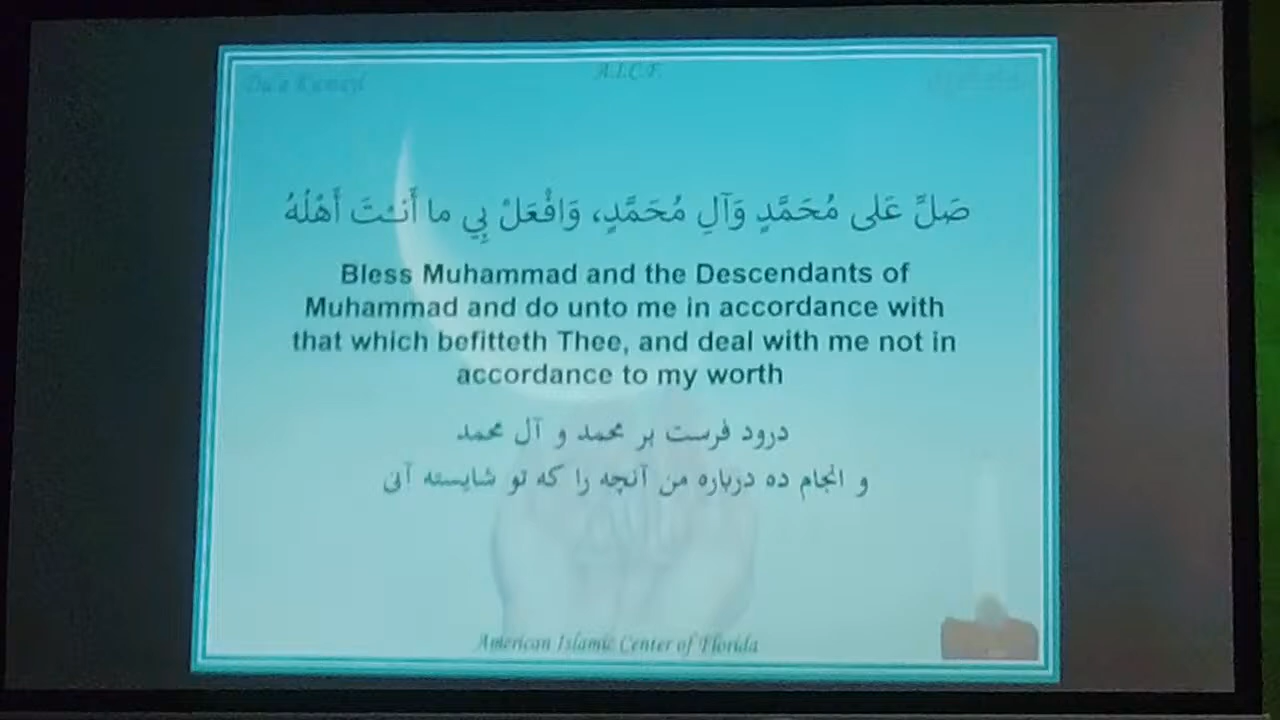 Du'a Kumayl
A.I.C.F.
صَلِّ عَلى مُحَمَّدٍ وَآلِ مُحَمَّدٍ، وَافْعَلْ بِي ما أَنْتَ أَهْلُهُ
Bless Muhammad and the Descendants of
Muhammad and do unto me in accordance with
that which befitteth Thee, and deal with me not in
accordance to my worth
درود فرست بر محمد و آل محمد
و انجام ده درباره من آنچه را که تو شایسته آنی
American Islamic Center of Florida